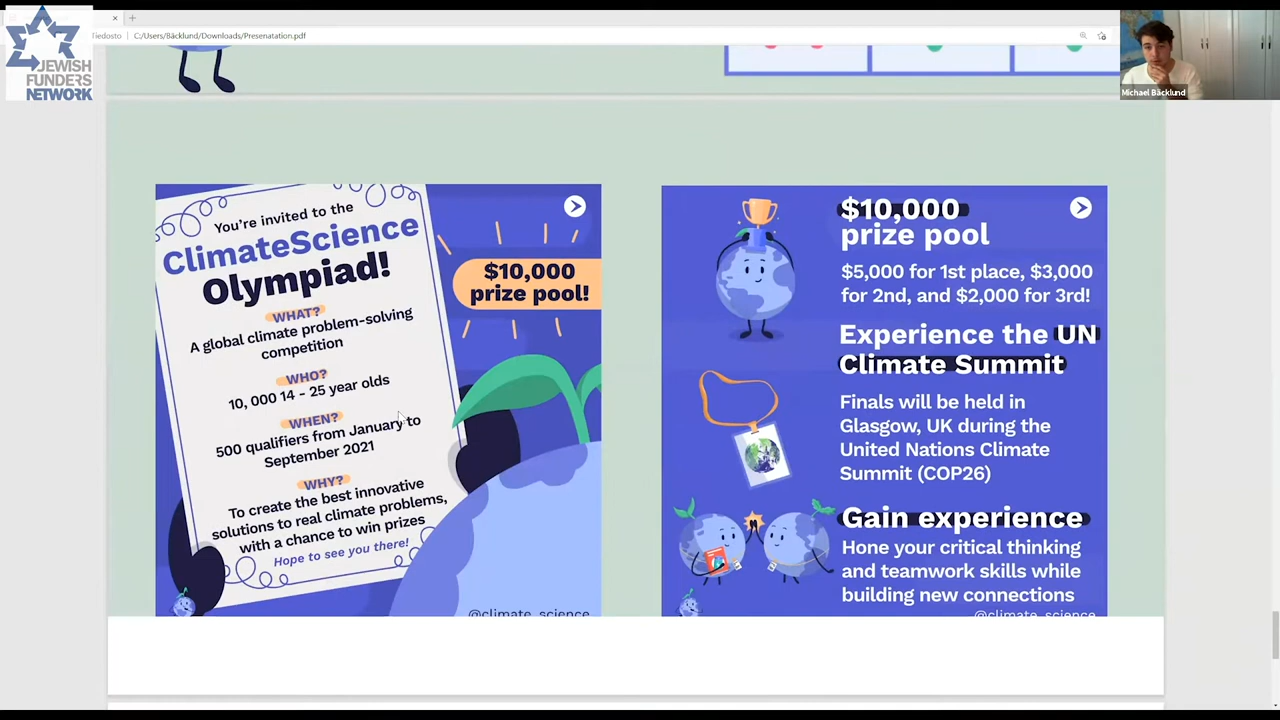 JEWISH
FUNDERS
NETWORK
Tiedosto
C:/Users/Bäcklund/Downloads/Presenatation.pdf
Michael Bäcklund
You're invited to the
ClimateScience
Olympiad!
WHAT?
A global climate problem-solving
competition
WHO?
10, 000 14 - 25 year olds
WHEN?
500 qualifiers from January to
September 2021
WHY?
To create the best innovative
solutions to real climate problems,
with a chance to win prizes
Hope to see you there!
$10,000
prize pool!
@climate_science
$10,000
prize pool
$5,000 for 1st place, $3,000
for 2nd, and $2,000 for 3rd!
Experience the UN
Climate Summit
Finals will be held in
Glasgow, UK during the
United Nations Climate
Summit (COP26)
Gain experience
Hone your critical thinking
and teamwork skills while
building new connections
@climate_science